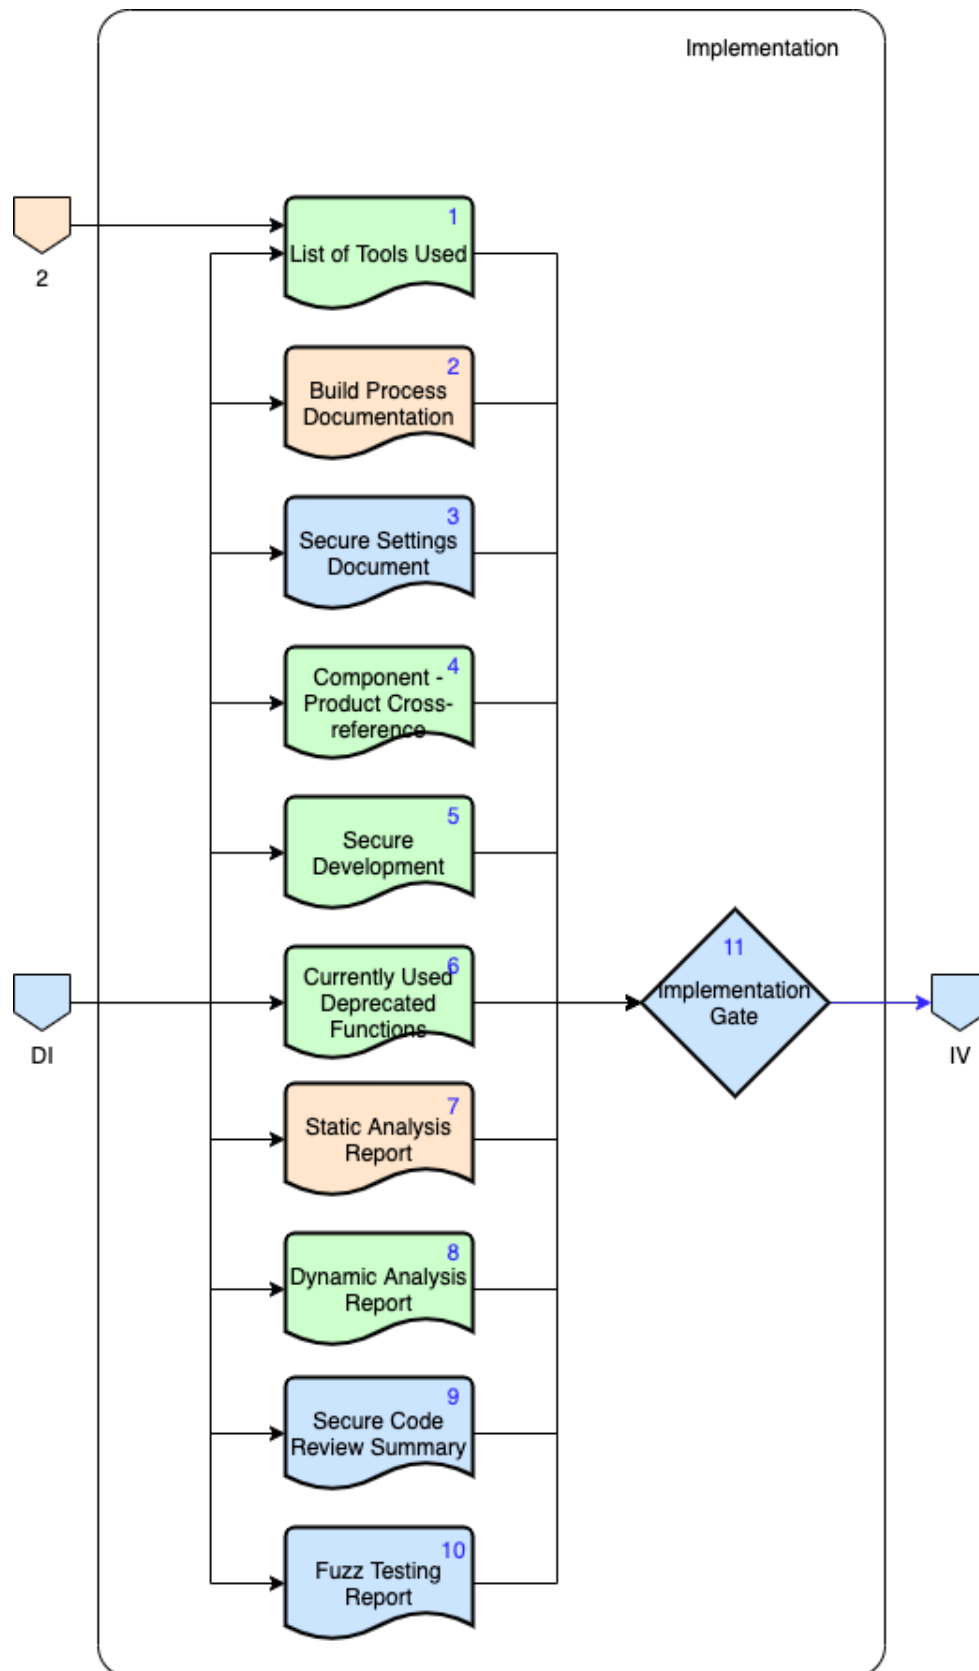 Implementation
1
List of Tools Used
2
2
Build Process
Documentation
3
Secure Settings
Document
4
Component -
Product Cross-
reference
5
Secure
Development
6
Currently Used
Deprecated
Functions
DI
11
Implementation
Gate
IV
7
Static Analysis
Report
8
Dynamic Analysis
Report
9
Secure Code
Review Summary
10
Fuzz Testing
Report